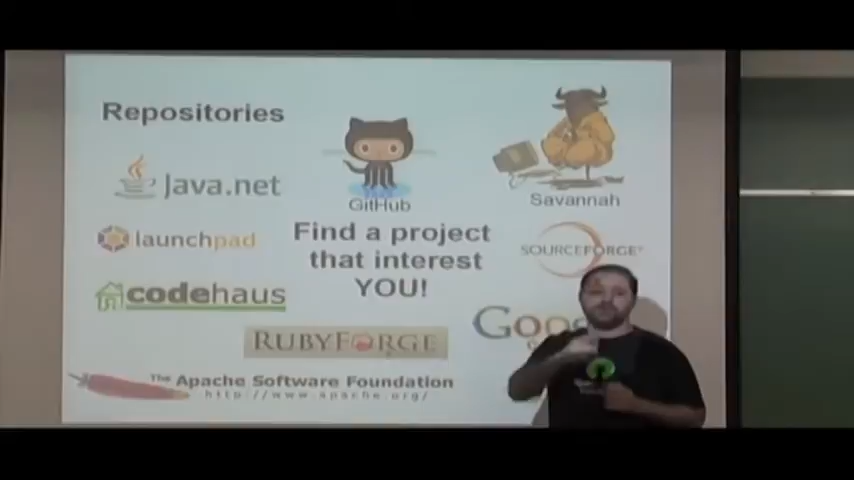 Repositories
Java.net
GitHub
Savannah
launchpad
Find a project
that interest
YOU!
SOURCEFORGE
codehaus
RUBYFORGE
The Apache Software Foundation
http://www.apache.org/